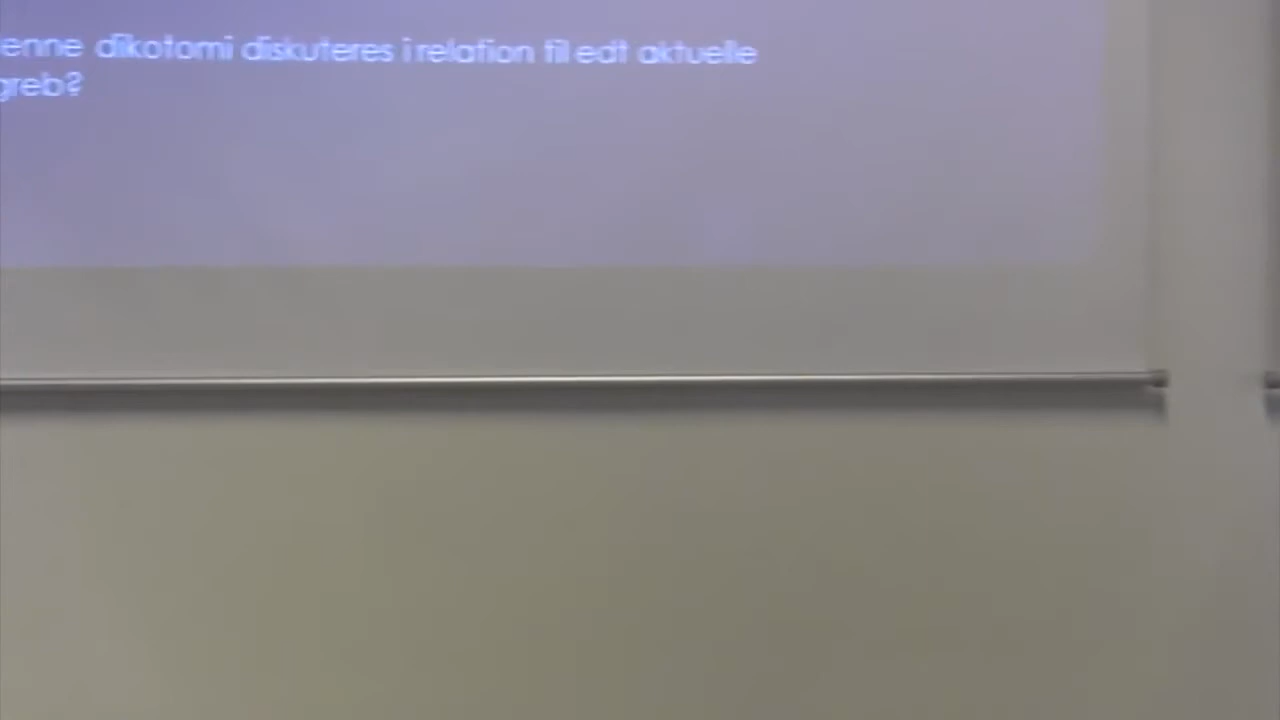 enne dikotomi diskuteres i relation til edt aktuelle
greb?